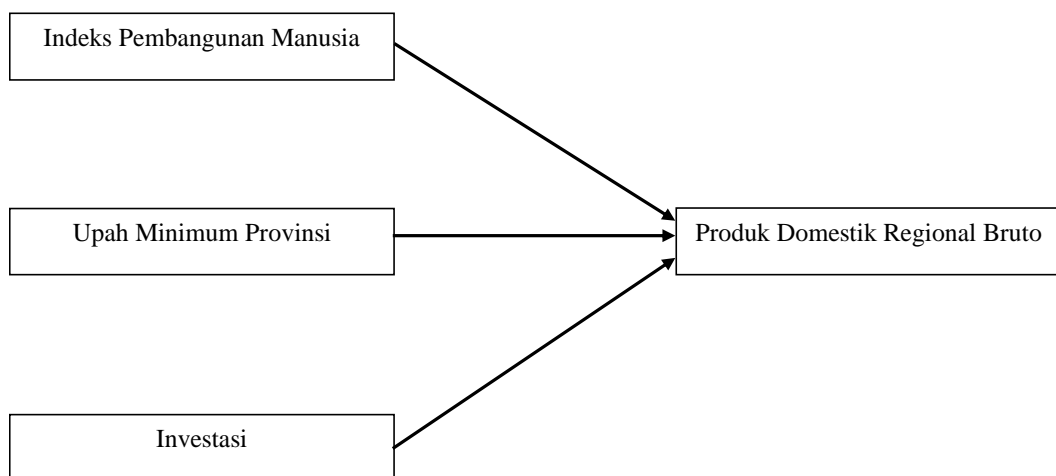 Indeks Pembangunan Manusia
Upah Minimum Provinsi
Produk Domestik Regional Bruto
Investasi